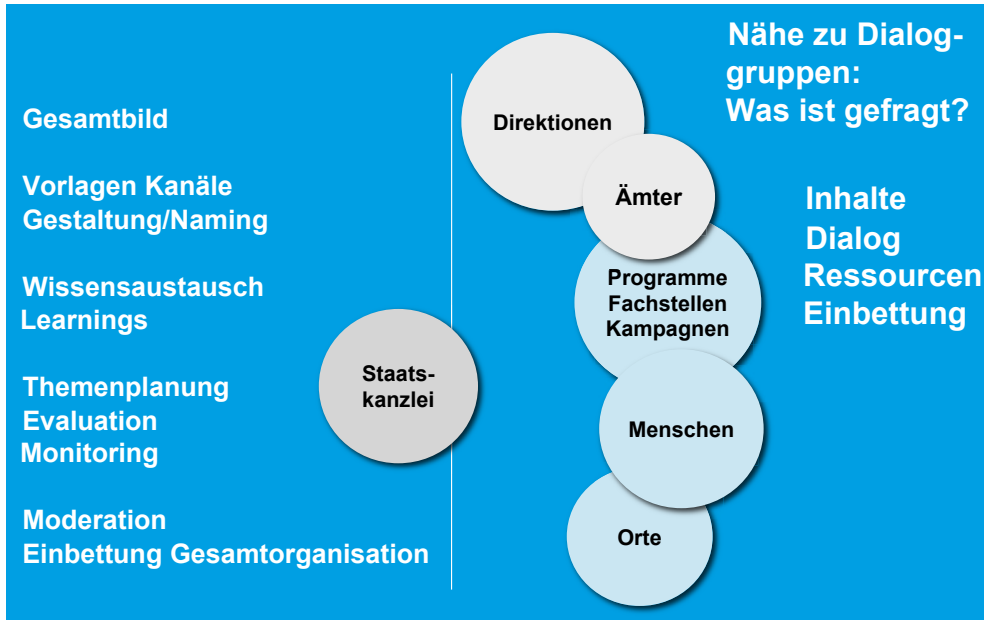 Gesamtbild
Vorlagen Kanäle
Gestaltung/Naming
Wissensaustausch
Learnings
Themenplanung
Evaluation
Monitoring
Moderation
Einbettung Gesamtorganisation
Staats-
kanzlei
Direktionen
Ämter
Programme
Fachstellen
Kampagnen
Menschen
Orte
Nähe zu Dialog-
gruppen:
Was ist gefragt?
Inhalte
Dialog
Ressourcen
Einbettung